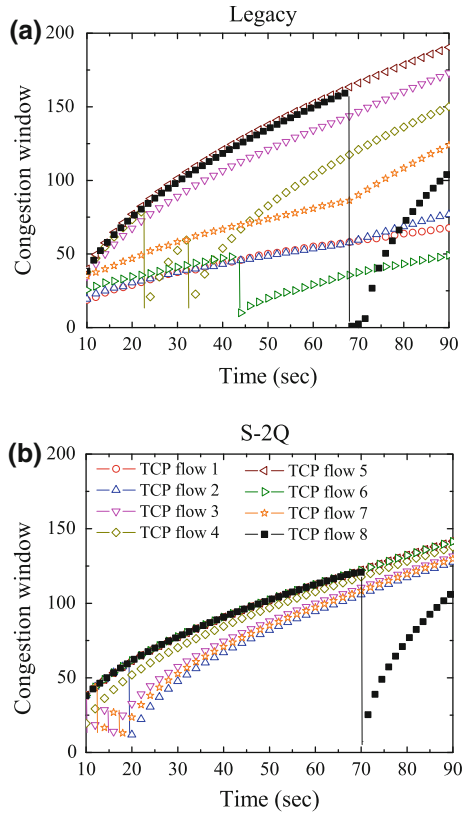 (a)
Legacy
Congestion window
200
150
100
50
0
10 20 30 40 50 60 70 80 90
Time (sec)
(b)
S-2Q
Congestion window
200
150
100
50
0
TCP flow 1
TCP flow 2
TCP flow 3
TCP flow 4
TCP flow 5
TCP flow 6
TCP flow 7
TCP flow 8
10 20 30 40 50 60 70 80 90
Time (sec)